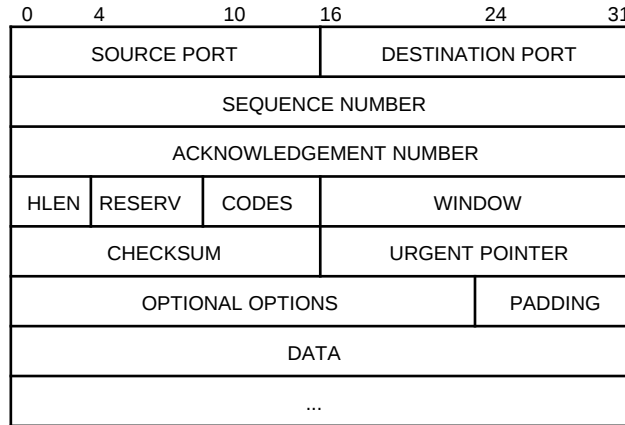 0 4 10 16 24 31
SOURCE PORT DESTINATION PORT
SEQUENCE NUMBER
ACKNOWLEDGEMENT NUMBER
HLEN RESERV CODES WINDOW
CHECKSUM URGENT POINTER
OPTIONAL OPTIONS PADDING
DATA
...